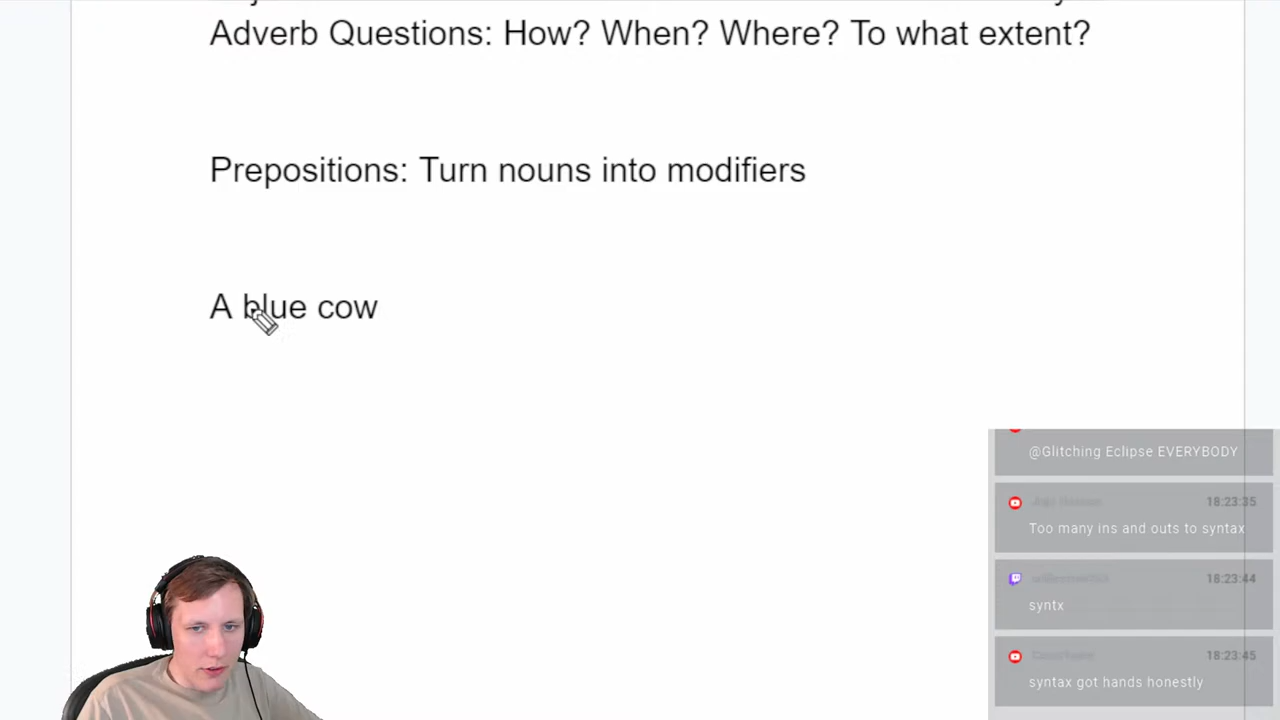 Adverb Questions: How? When? Where? To what extent?
Prepositions: Turn nouns into modifiers
A blue cow
@Glitching Eclipse EVERYBODY
18:23:35
Too many ins and outs to syntax
18:23:44
syntx
18:23:45
syntax got hands honestly